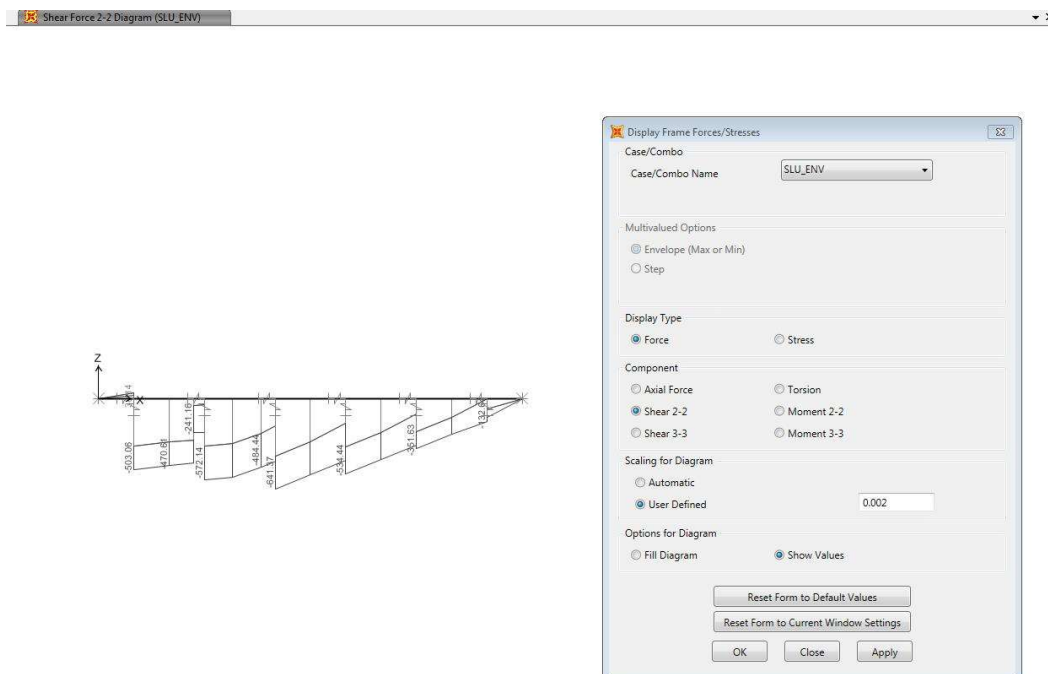 Shear Force 2-2 Diagram (SLU_ENV)
Display Frame Forces/Stresses
Case/Combo
Case/Combo Name
SLU_ENV
Multivalued Options
Envelope (Max or Min)
Step
Display Type
Force Stress
Component
Axial Force Torsion
Shear 2-2 Moment 2-2
Shear 3-3 Moment 3-3
Scaling for Diagram
Automatic
User Defined 0.002
Options for Diagram
Fill Diagram Show Values
Reset Form to Default Values
Reset Form to Current Window Settings
OK Close Apply
Z
X
-503.06
-470.61
-572.14
-484.44
-641.37
-534.44
-351.63